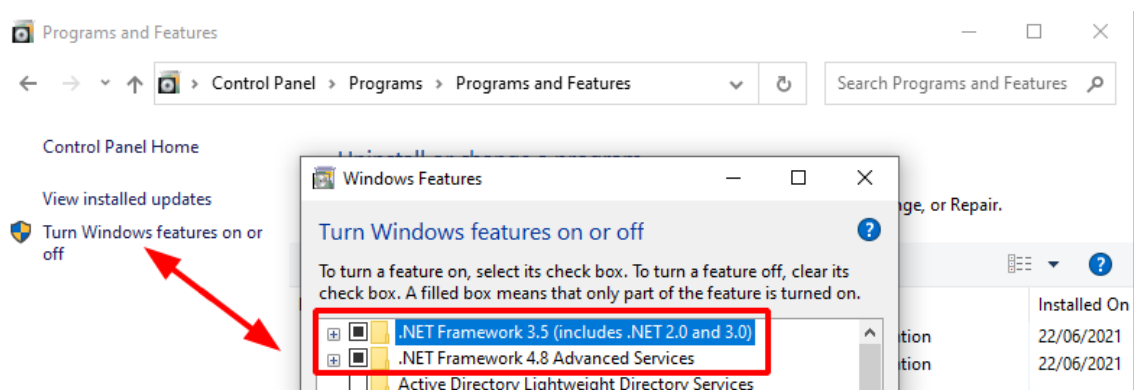 Programs and Features
Control Panel > Programs > Programs and Features
Search Programs and Features
Control Panel Home
View installed updates
Turn Windows features on or
off
Uninstall or change a program
Windows Features
nge, or Repair.
Turn Windows features on or off
To turn a feature on, select its check box. To turn a feature off, clear its
check box. A filled box means that only part of the feature is turned on.
Installed On
.NET Framework 3.5 (includes .NET 2.0 and 3.0)
tion 22/06/2021
.NET Framework 4.8 Advanced Services
tion 22/06/2021
Active Directory Lightweight Directory Services